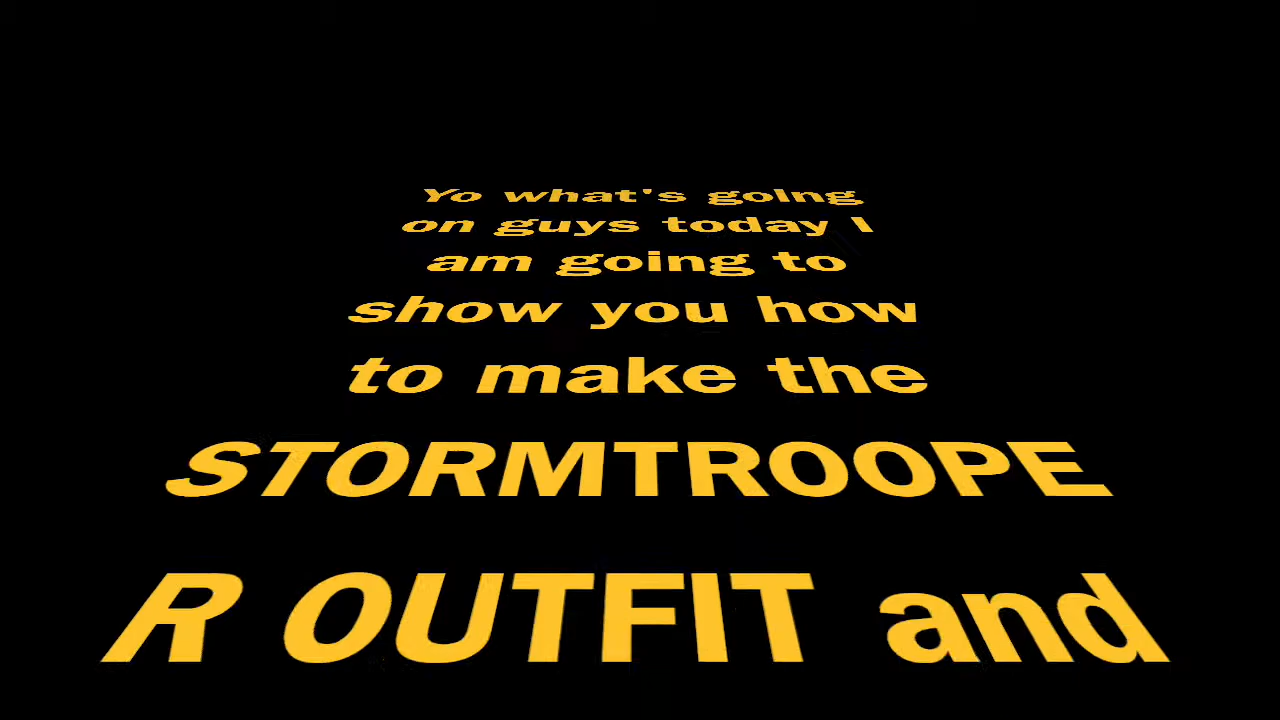 Yo what's going
on guys today I
am going to
show you how
to make the
STORMTROOPE
R OUTFIT and